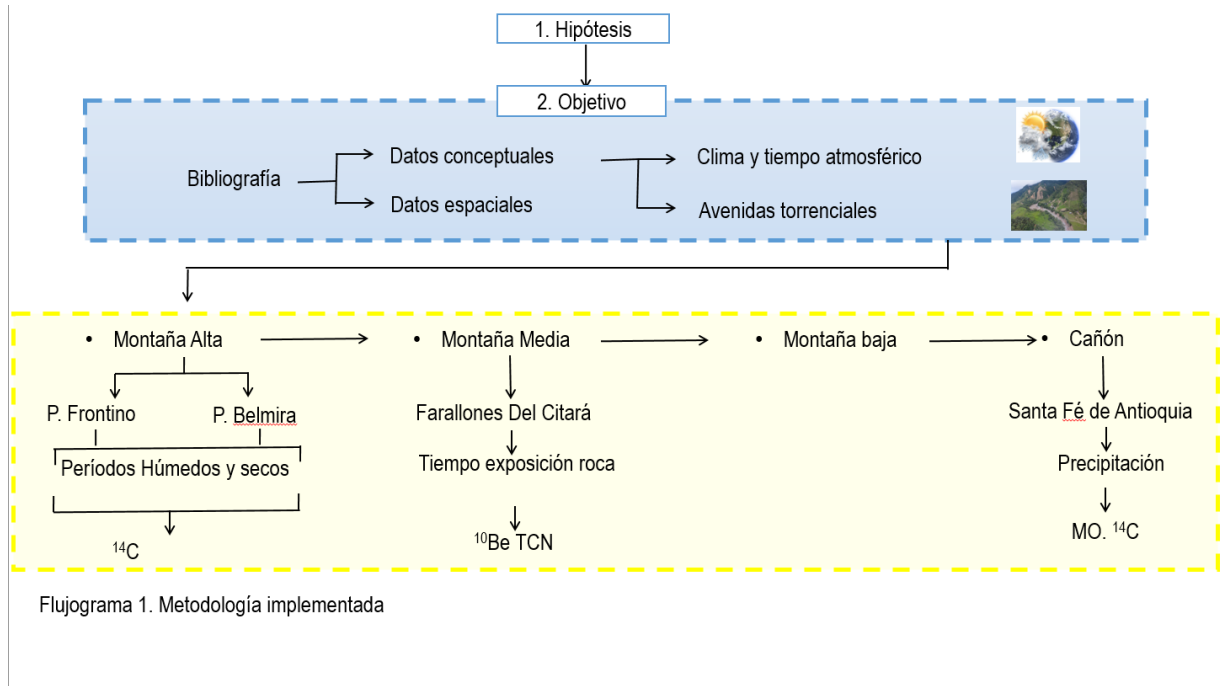 1. Hipótesis
2. Objetivo
Bibliografía
Datos conceptuales
Datos espaciales
Clima y tiempo atmosférico
Avenidas torrenciales
• Montaña Alta
• Montaña Media
• Montaña baja
• Cañón
P. Frontino
P. Belmira
Períodos Húmedos y secos
¹⁴C
Farallones Del Citará
Tiempo exposición roca
¹⁰Be TCN
Santa Fé de Antioquia
Precipitación
MO. ¹⁴C
Flujograma 1. Metodología implementada